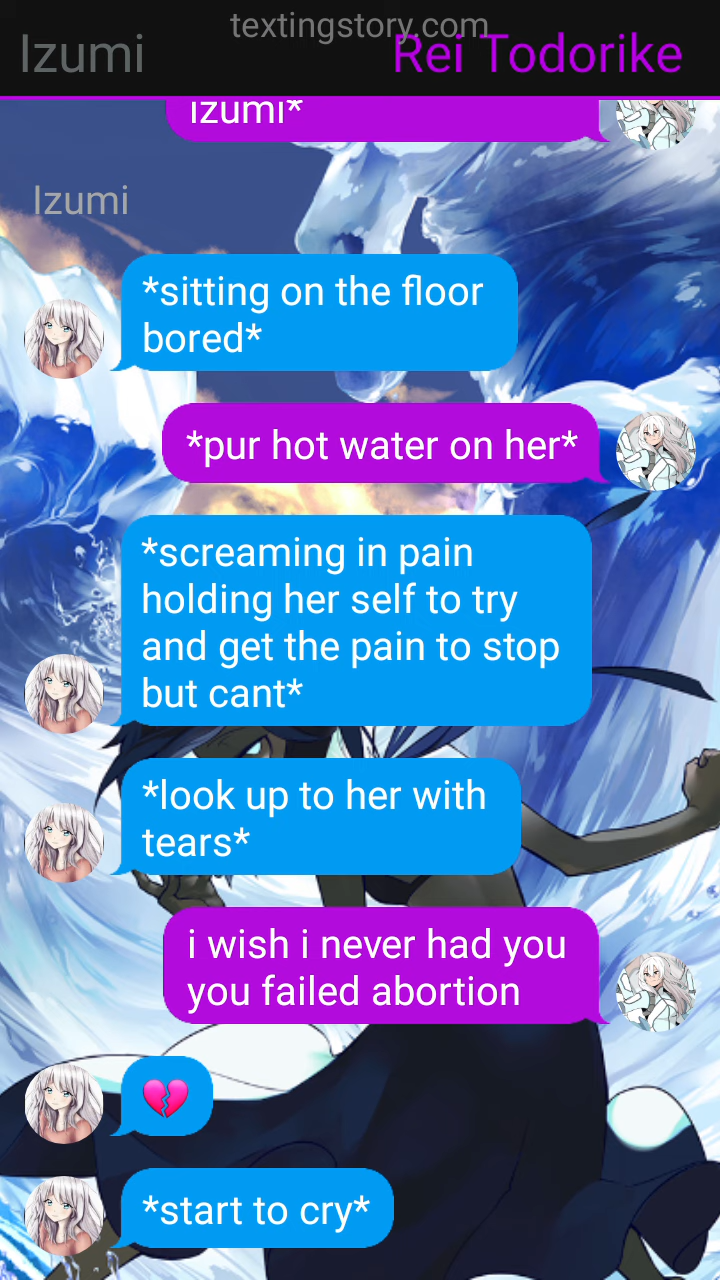 textingstory.com
Izumi
Rei Todorike
Izumi*
Izumi
*sitting on the floor
bored*
*pur hot water on her*
*screaming in pain
holding her self to try
and get the pain to stop
but cant*
*look up to her with
tears*
i wish i never had you
you failed abortion
💔
*start to cry*